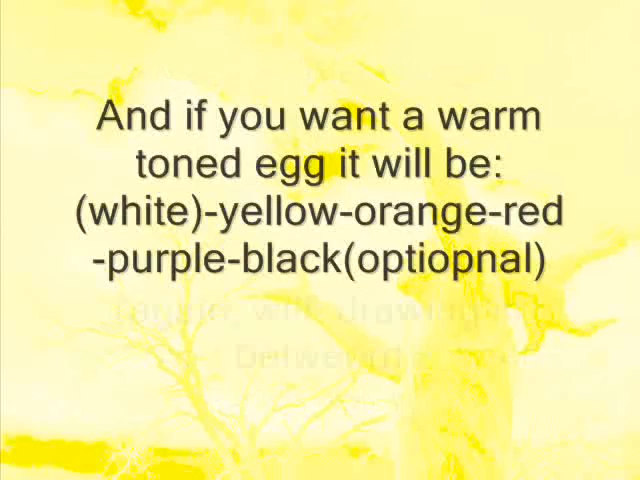 And if you want a warm
toned egg it will be:
(white)-yellow-orange-red
-purple-black(optiopnal)